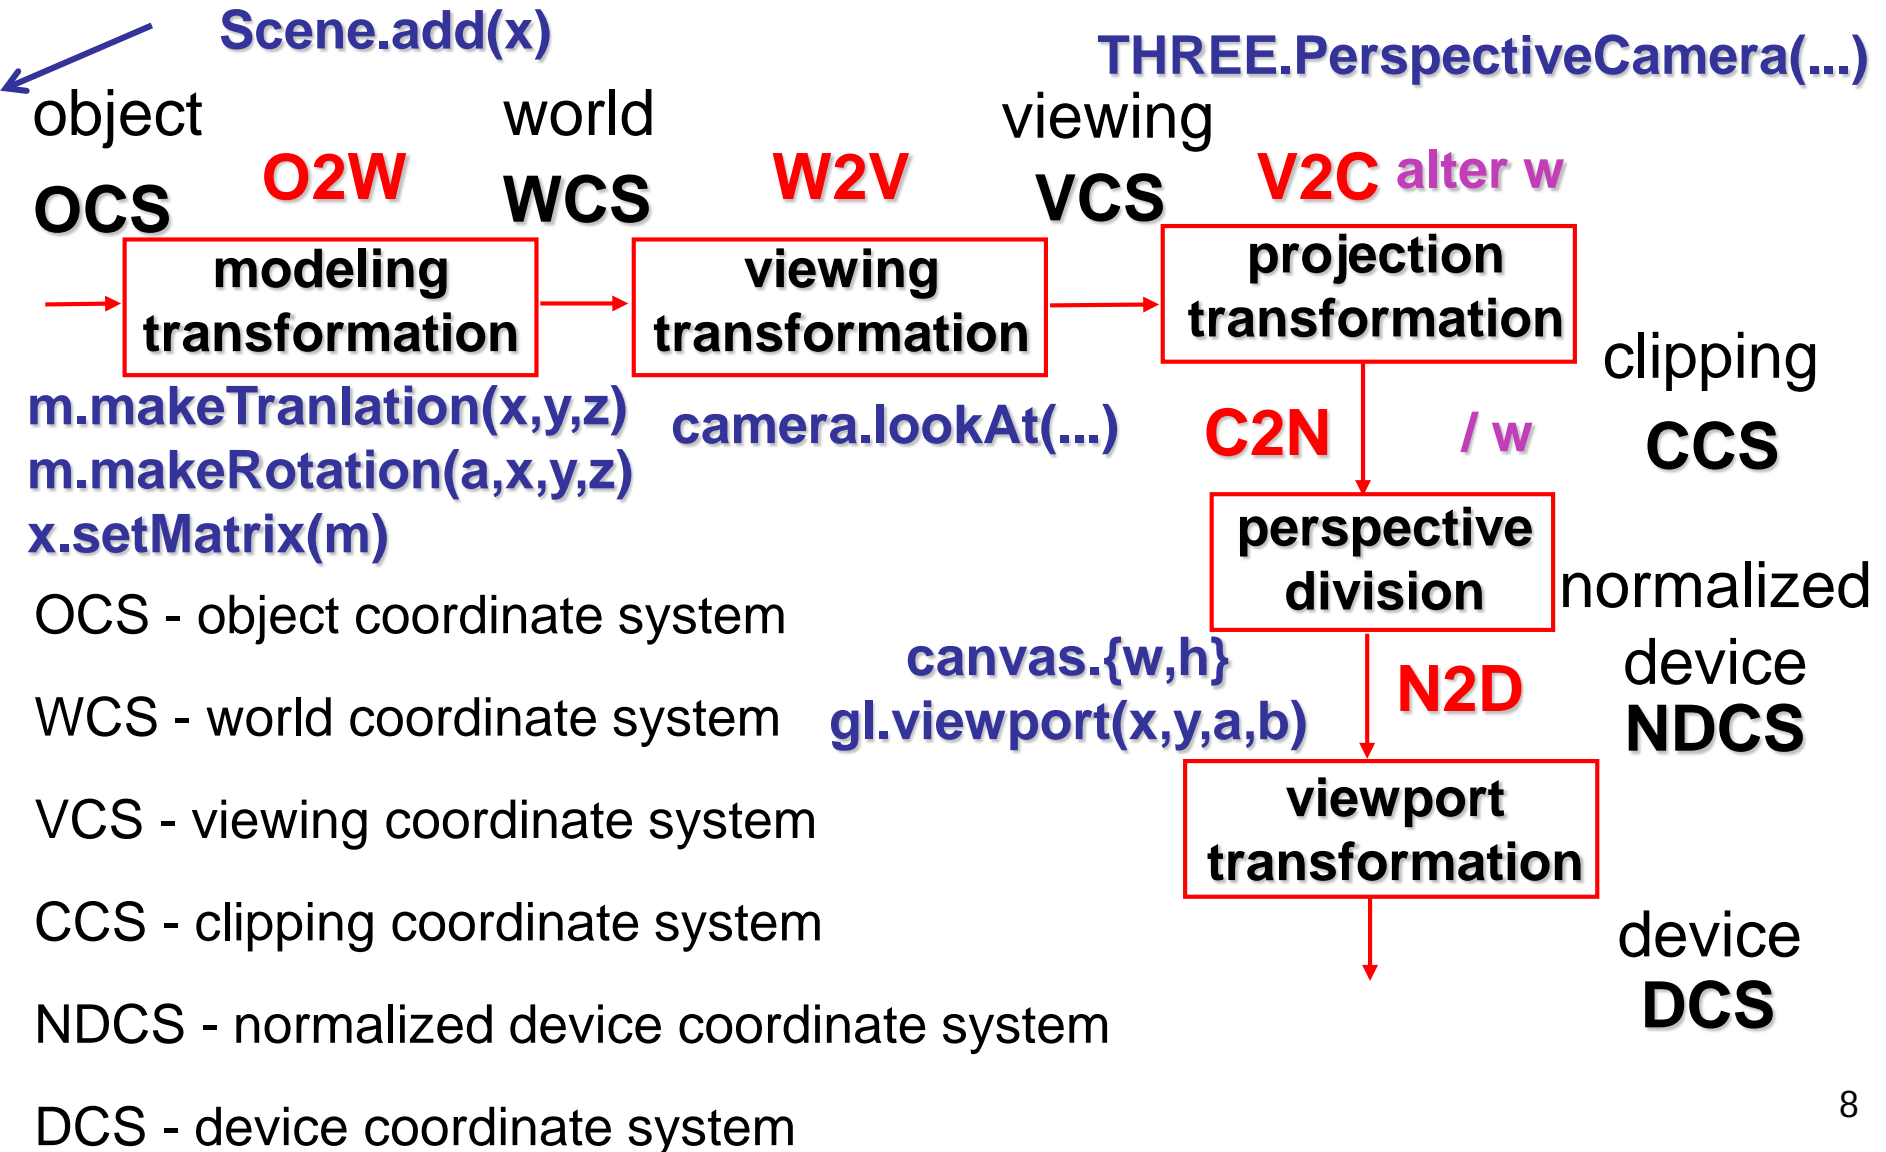 Scene.add(x)
THREE.PerspectiveCamera(...)
object
world
viewing
OCS
O2W
WCS
W2V
VCS
V2C
alter w
modeling
transformation
viewing
transformation
projection
transformation
clipping
CCS
m.makeTranlation(x,y,z)
m.makeRotation(a,x,y,z)
x.setMatrix(m)
camera.lookAt(...)
C2N
/ w
perspective
division
normalized
device
NDCS
canvas.{w,h}
gl.viewport(x,y,a,b)
N2D
viewport
transformation
device
DCS
OCS - object coordinate system
WCS - world coordinate system
VCS - viewing coordinate system
CCS - clipping coordinate system
NDCS - normalized device coordinate system
DCS - device coordinate system
8